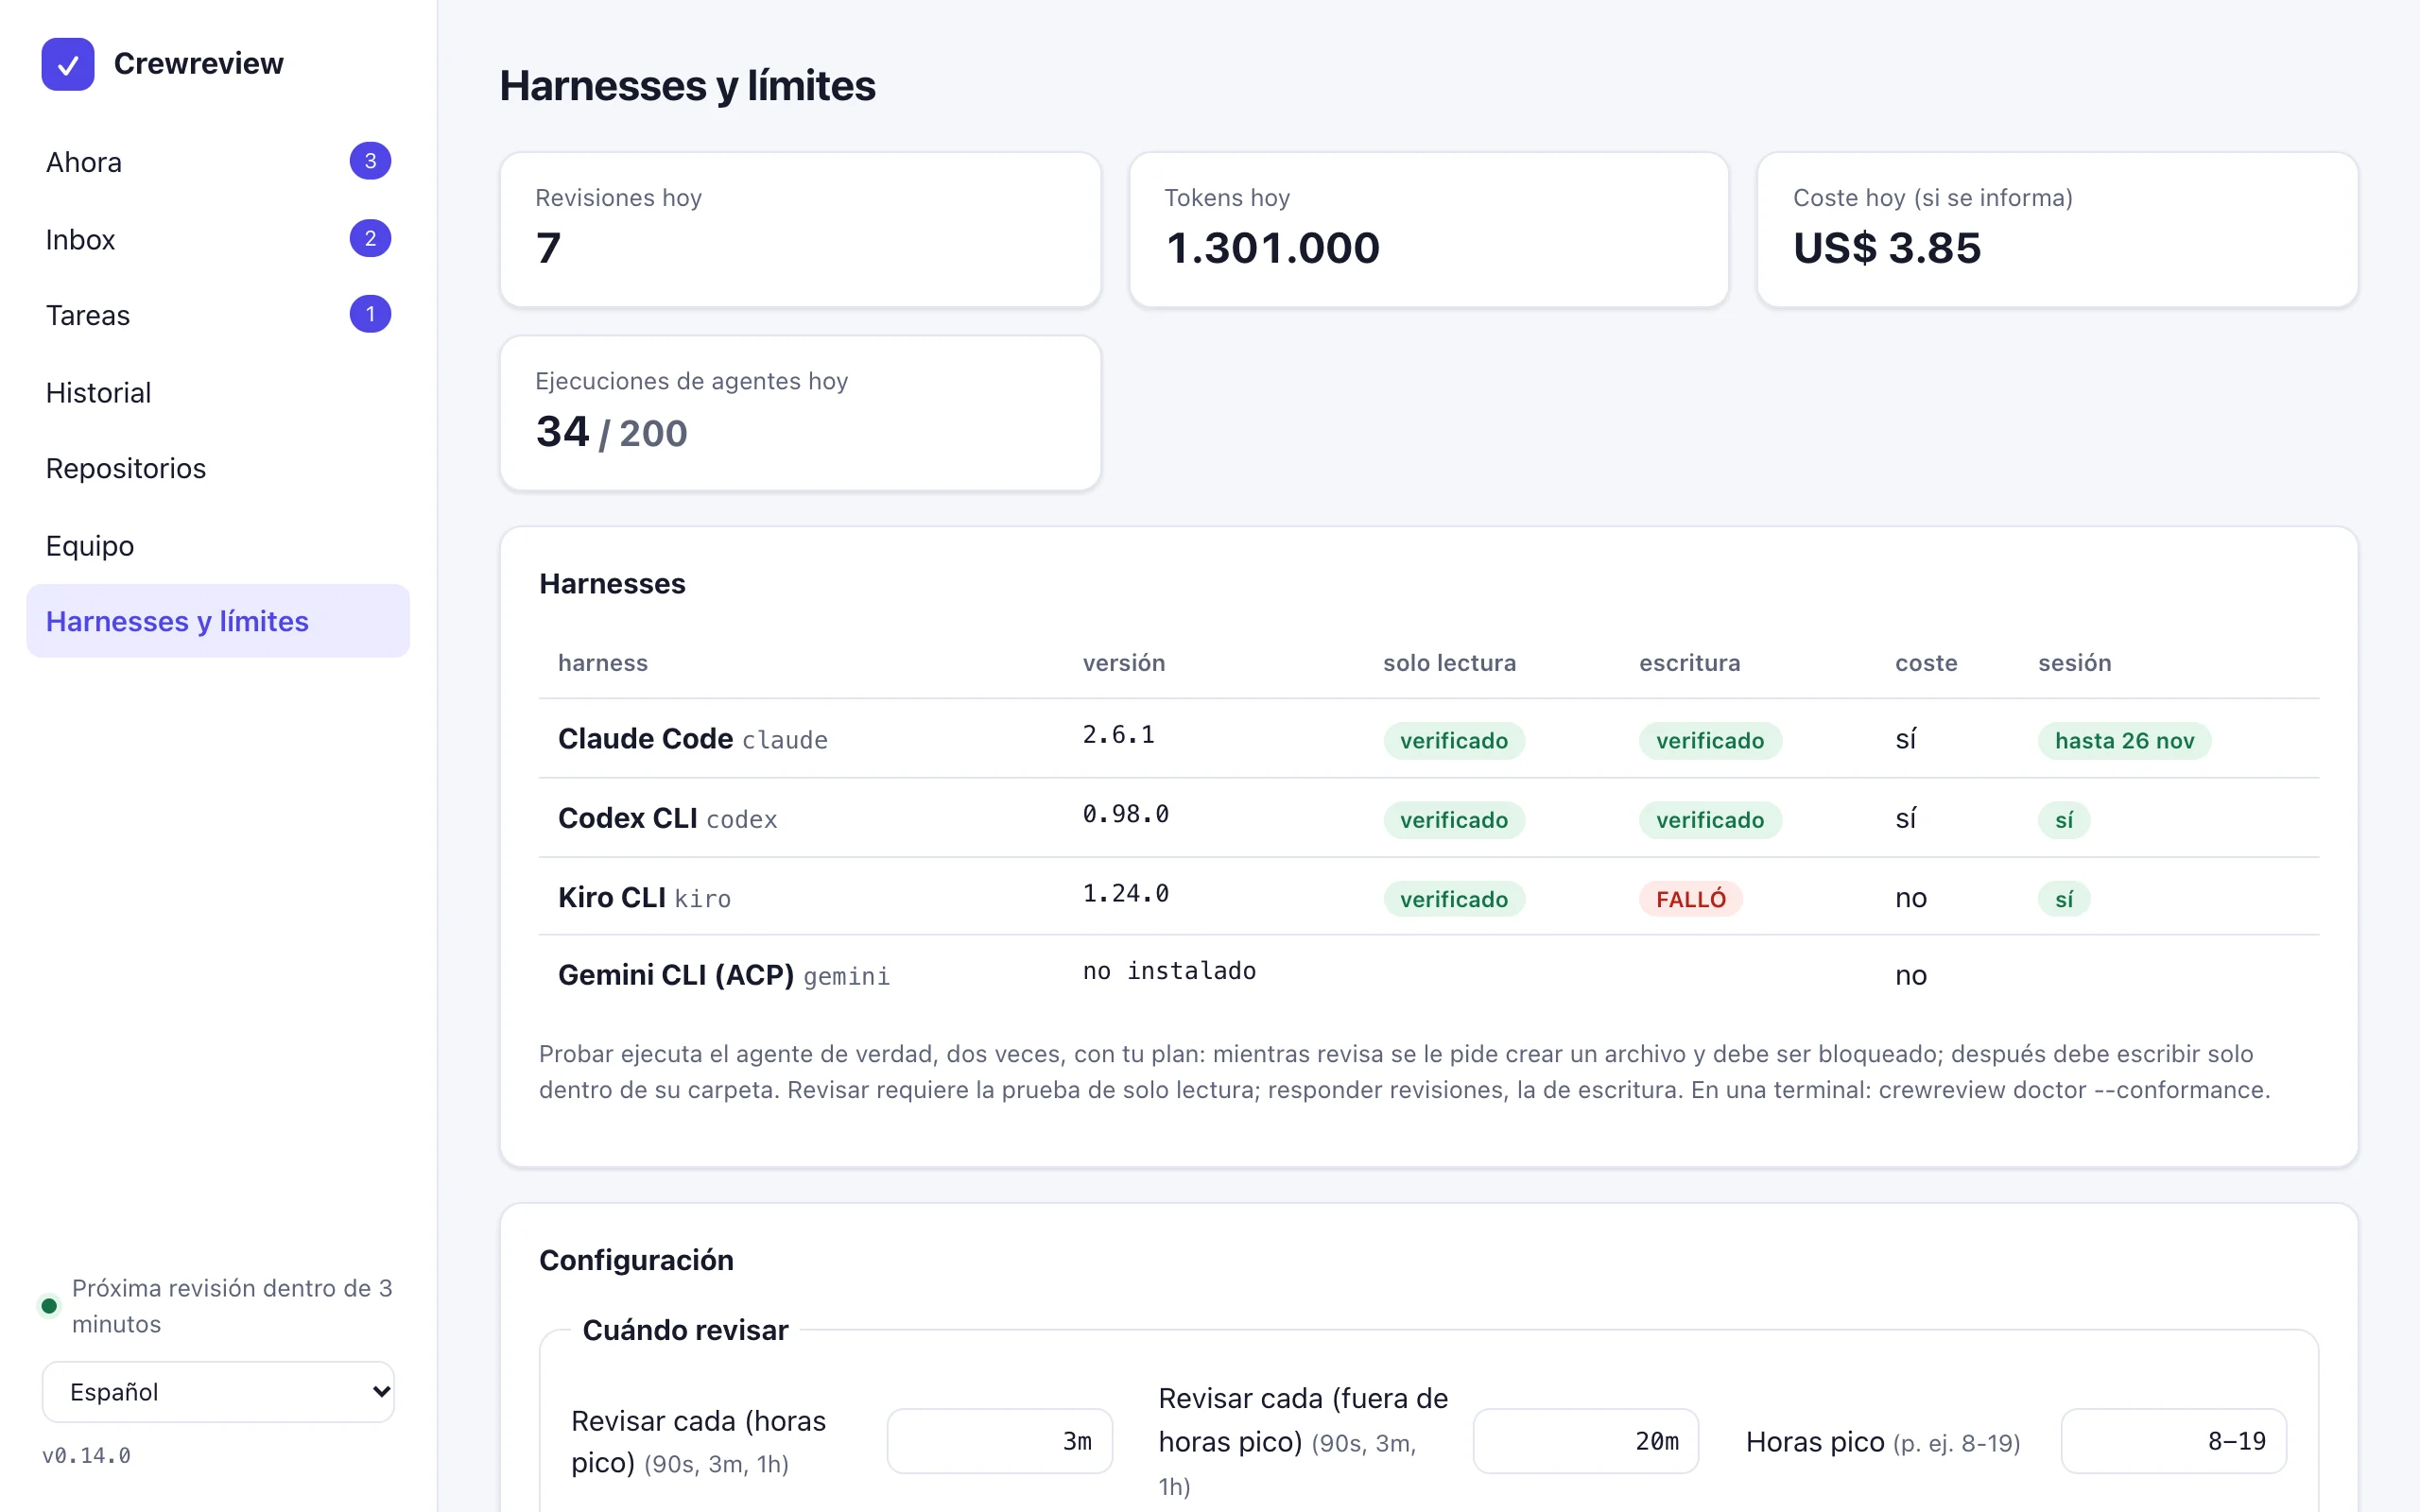 Crewreview
Ahora 3
Inbox 2
Tareas 1
Historial
Repositorios
Equipo
Harnesses y límites
Próxima revisión dentro de 3
minutos
Español
v0.14.0
Harnesses y límites
Revisiones hoy
7
Tokens hoy
1.301.000
Coste hoy (si se informa)
US$ 3.85
Ejecuciones de agentes hoy
34 / 200
Harnesses
harness versión solo lectura escritura coste sesión
Claude Code claude 2.6.1 verificado verificado sí hasta 26 nov
Codex CLI codex 0.98.0 verificado verificado sí sí
Kiro CLI kiro 1.24.0 verificado FALLÓ no sí
Gemini CLI (ACP) gemini no instalado no
Probar ejecuta el agente de verdad, dos veces, con tu plan: mientras revisa se le pide crear un archivo y debe ser bloqueado; después debe escribir solo
dentro de su carpeta. Revisar requiere la prueba de solo lectura; responder revisiones, la de escritura. En una terminal: crewreview doctor --conformance.
Configuración
Cuándo revisar
Revisar cada (horas
pico) (90s, 3m, 1h)
3m
Revisar cada (fuera de
horas pico) (90s, 3m,
1h)
20m
Horas pico (p. ej. 8-19)
8–19